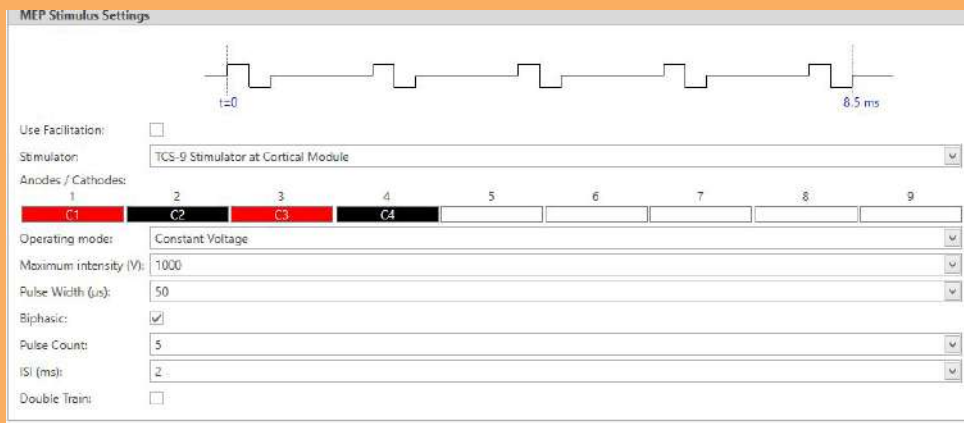 MEP Stimulus Settings
t=0
8.5 ms
Use Facilitation:
Stimulator: TCS-9 Stimulator at Cortical Module
Anodes / Cathodes:
1 2 3 4 5 6 7 8 9
C1 C2 C3 C4
Operating mode: Constant Voltage
Maximum intensity (V): 1000
Pulse Width (µs): 50
Biphasic:
Pulse Count: 5
ISI (ms): 2
Double Train: